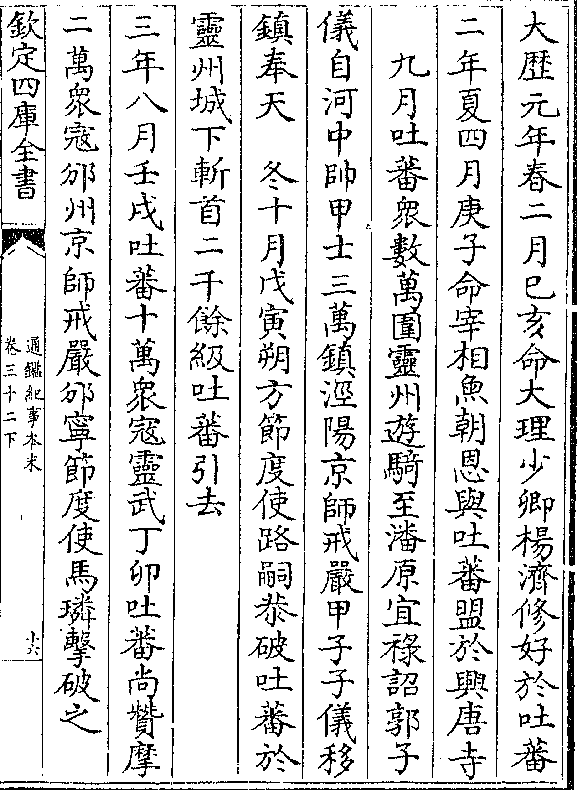 大歴元年春二月己亥命大理少卿楊濟修好於吐蕃
二年夏四月庚子命宰相魚朝恩與吐蕃盟於興唐寺
九月吐蕃衆數萬圍靈州遊騎至潘原宜祿詔郭子
儀自河中帥甲士三萬鎮涇陽京師戒嚴甲子子儀移
鎮奉天　冬十月戊寅朔方節度使路嗣恭破吐蕃於
靈州城下斬首二千餘級吐蕃引去
三年八月壬戌吐蕃十萬衆寇靈武丁卯吐蕃尚贊摩
二萬衆寇邠州京師戒嚴邠寧節度使馬璘擊破之
欽定四庫全書
通鑑紀事本末
卷三十二下
十六